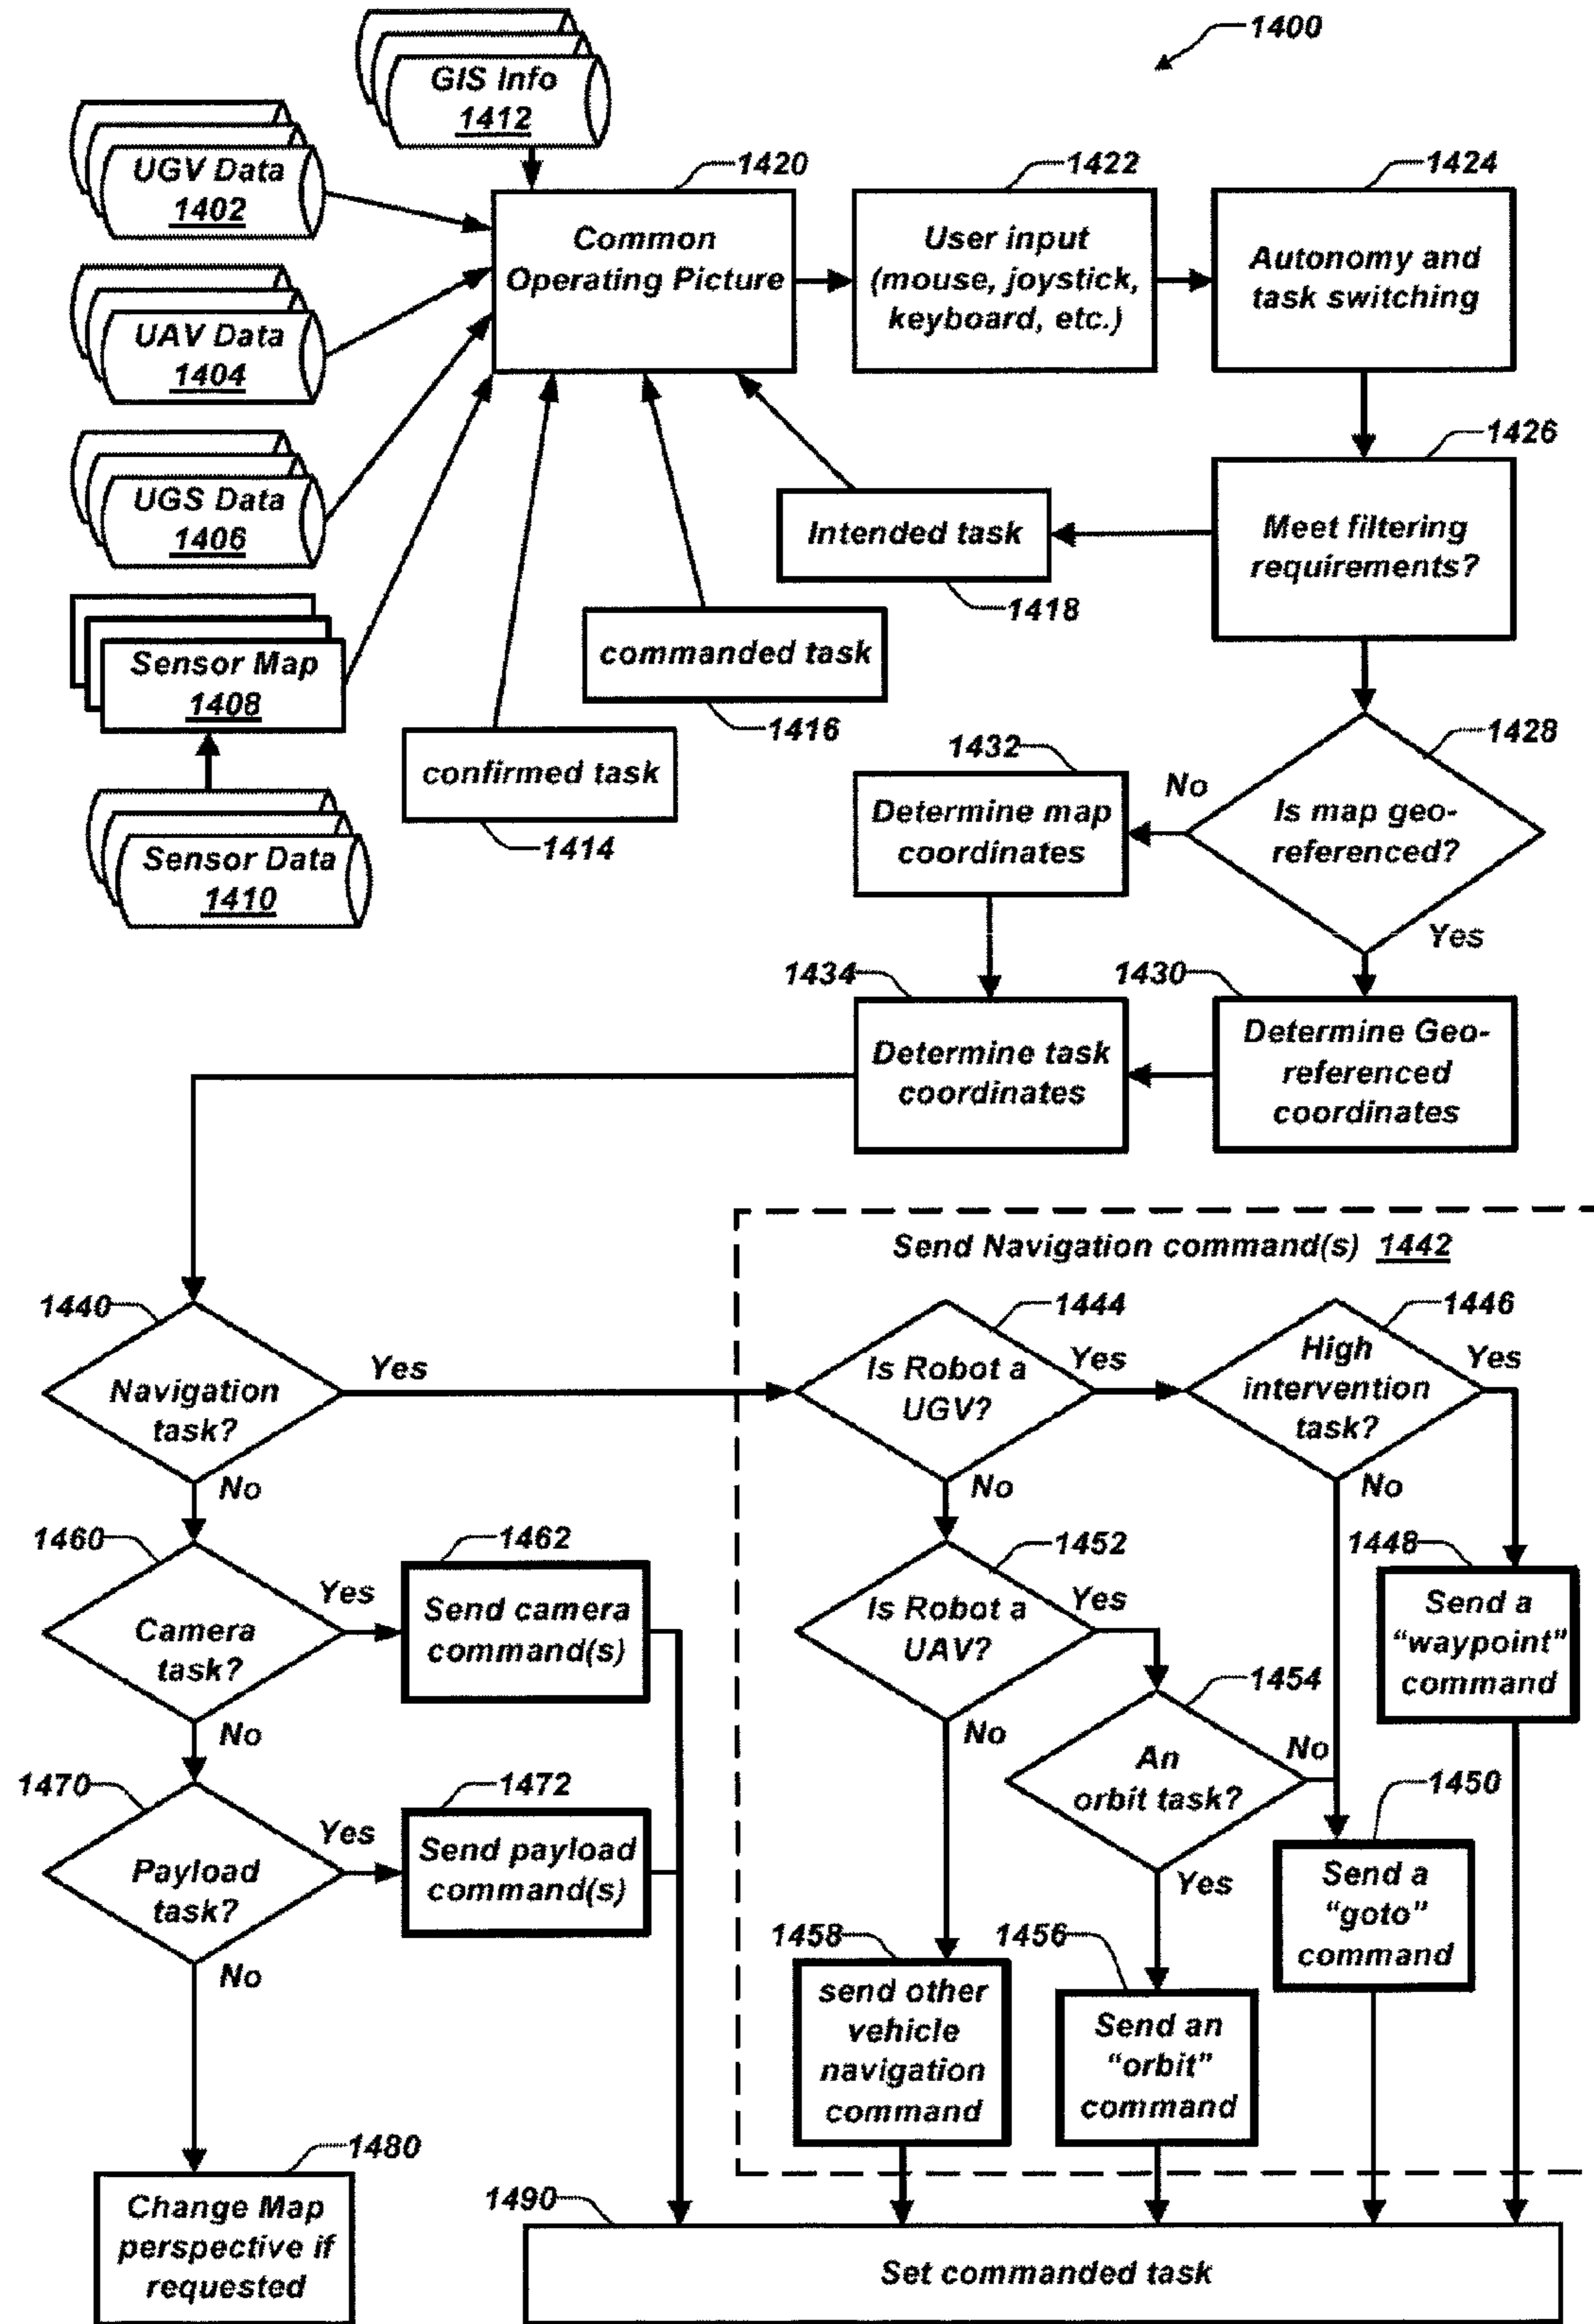 1400
GIS Info
1412
UGV Data
1402
1420
Common
Operating Picture
1422
User input
(mouse, joystick,
keyboard, etc.)
1424
Autonomy and
task switching
UAV Data
1404
1426
Meet filtering
requirements?
UGS Data
1406
Intended task
1418
Sensor Map
1408
commanded task
1416
confirmed task
1414
Sensor Data
1410
1428
Is map geo-
referenced?
No
Yes
1432
Determine map
coordinates
1434
Determine task
coordinates
1430
Determine Geo-
referenced
coordinates
Send Navigation command(s) 1442
1440
Navigation
task?
Yes
No
1444
Is Robot a
UGV?
Yes
No
1446
High
intervention
task?
Yes
No
1460
Camera
task?
Yes
No
1462
Send camera
command(s)
1452
Is Robot a
UAV?
Yes
No
1448
Send a
“waypoint”
command
1454
An
orbit task?
No
Yes
1470
Payload
task?
Yes
No
1472
Send payload
command(s)
1450
Send a
“goto”
command
1458
send other
vehicle
navigation
command
1456
Send an
“orbit”
command
1480
Change Map
perspective if
requested
1490
Set commanded task